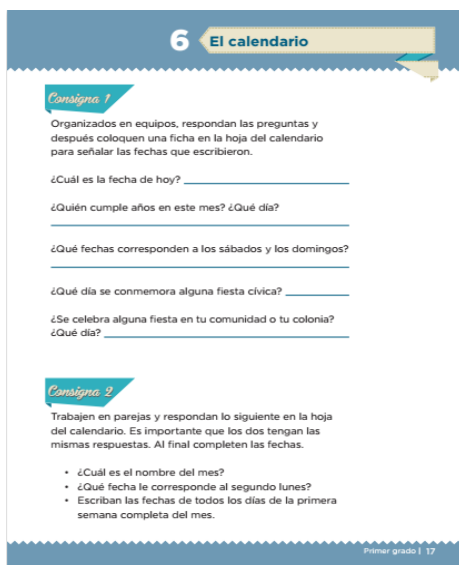 6 El calendario
Consigna 1
Organizados en equipos, respondan las preguntas y
después coloquen una ficha en la hoja del calendario
para señalar las fechas que escribieron.
¿Cuál es la fecha de hoy?
¿Quién cumple años en este mes? ¿Qué día?
¿Qué fechas corresponden a los sábados y los domingos?
¿Qué día se conmemora alguna fiesta cívica?
¿Se celebra alguna fiesta en tu comunidad o tu colonia?
¿Qué día?
Consigna 2
Trabajen en parejas y respondan lo siguiente en la hoja
del calendario. Es importante que los dos tengan las
mismas respuestas. Al final completen las fechas.
• ¿Cuál es el nombre del mes?
• ¿Qué fecha le corresponde al segundo lunes?
• Escriban las fechas de todos los días de la primera
semana completa del mes.
Primer grado | 17